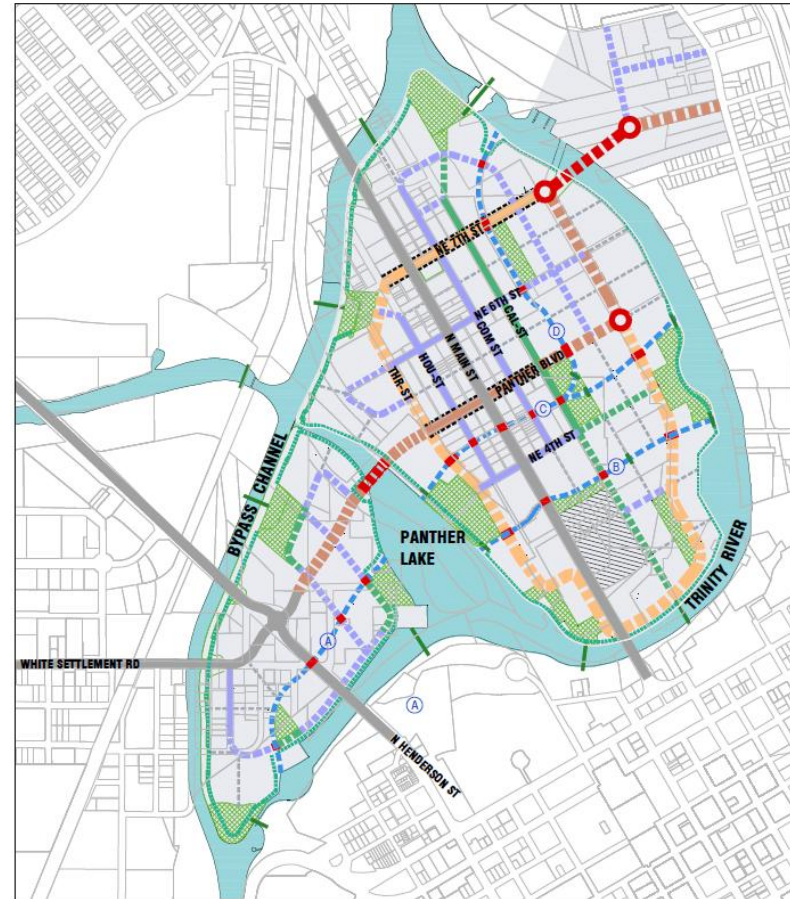 NE 7TH ST
NE 6TH ST
CAL-ST
COM ST
N MAIN ST
HOU-ST
THR-ST
D
PANTHER BLVD
C
NE 4TH ST
B
BYPASS CHANNEL
PANTHER
LAKE
TRINITY RIVER
A
WHITE SETTLEMENT RD
A
N HENDERSON ST